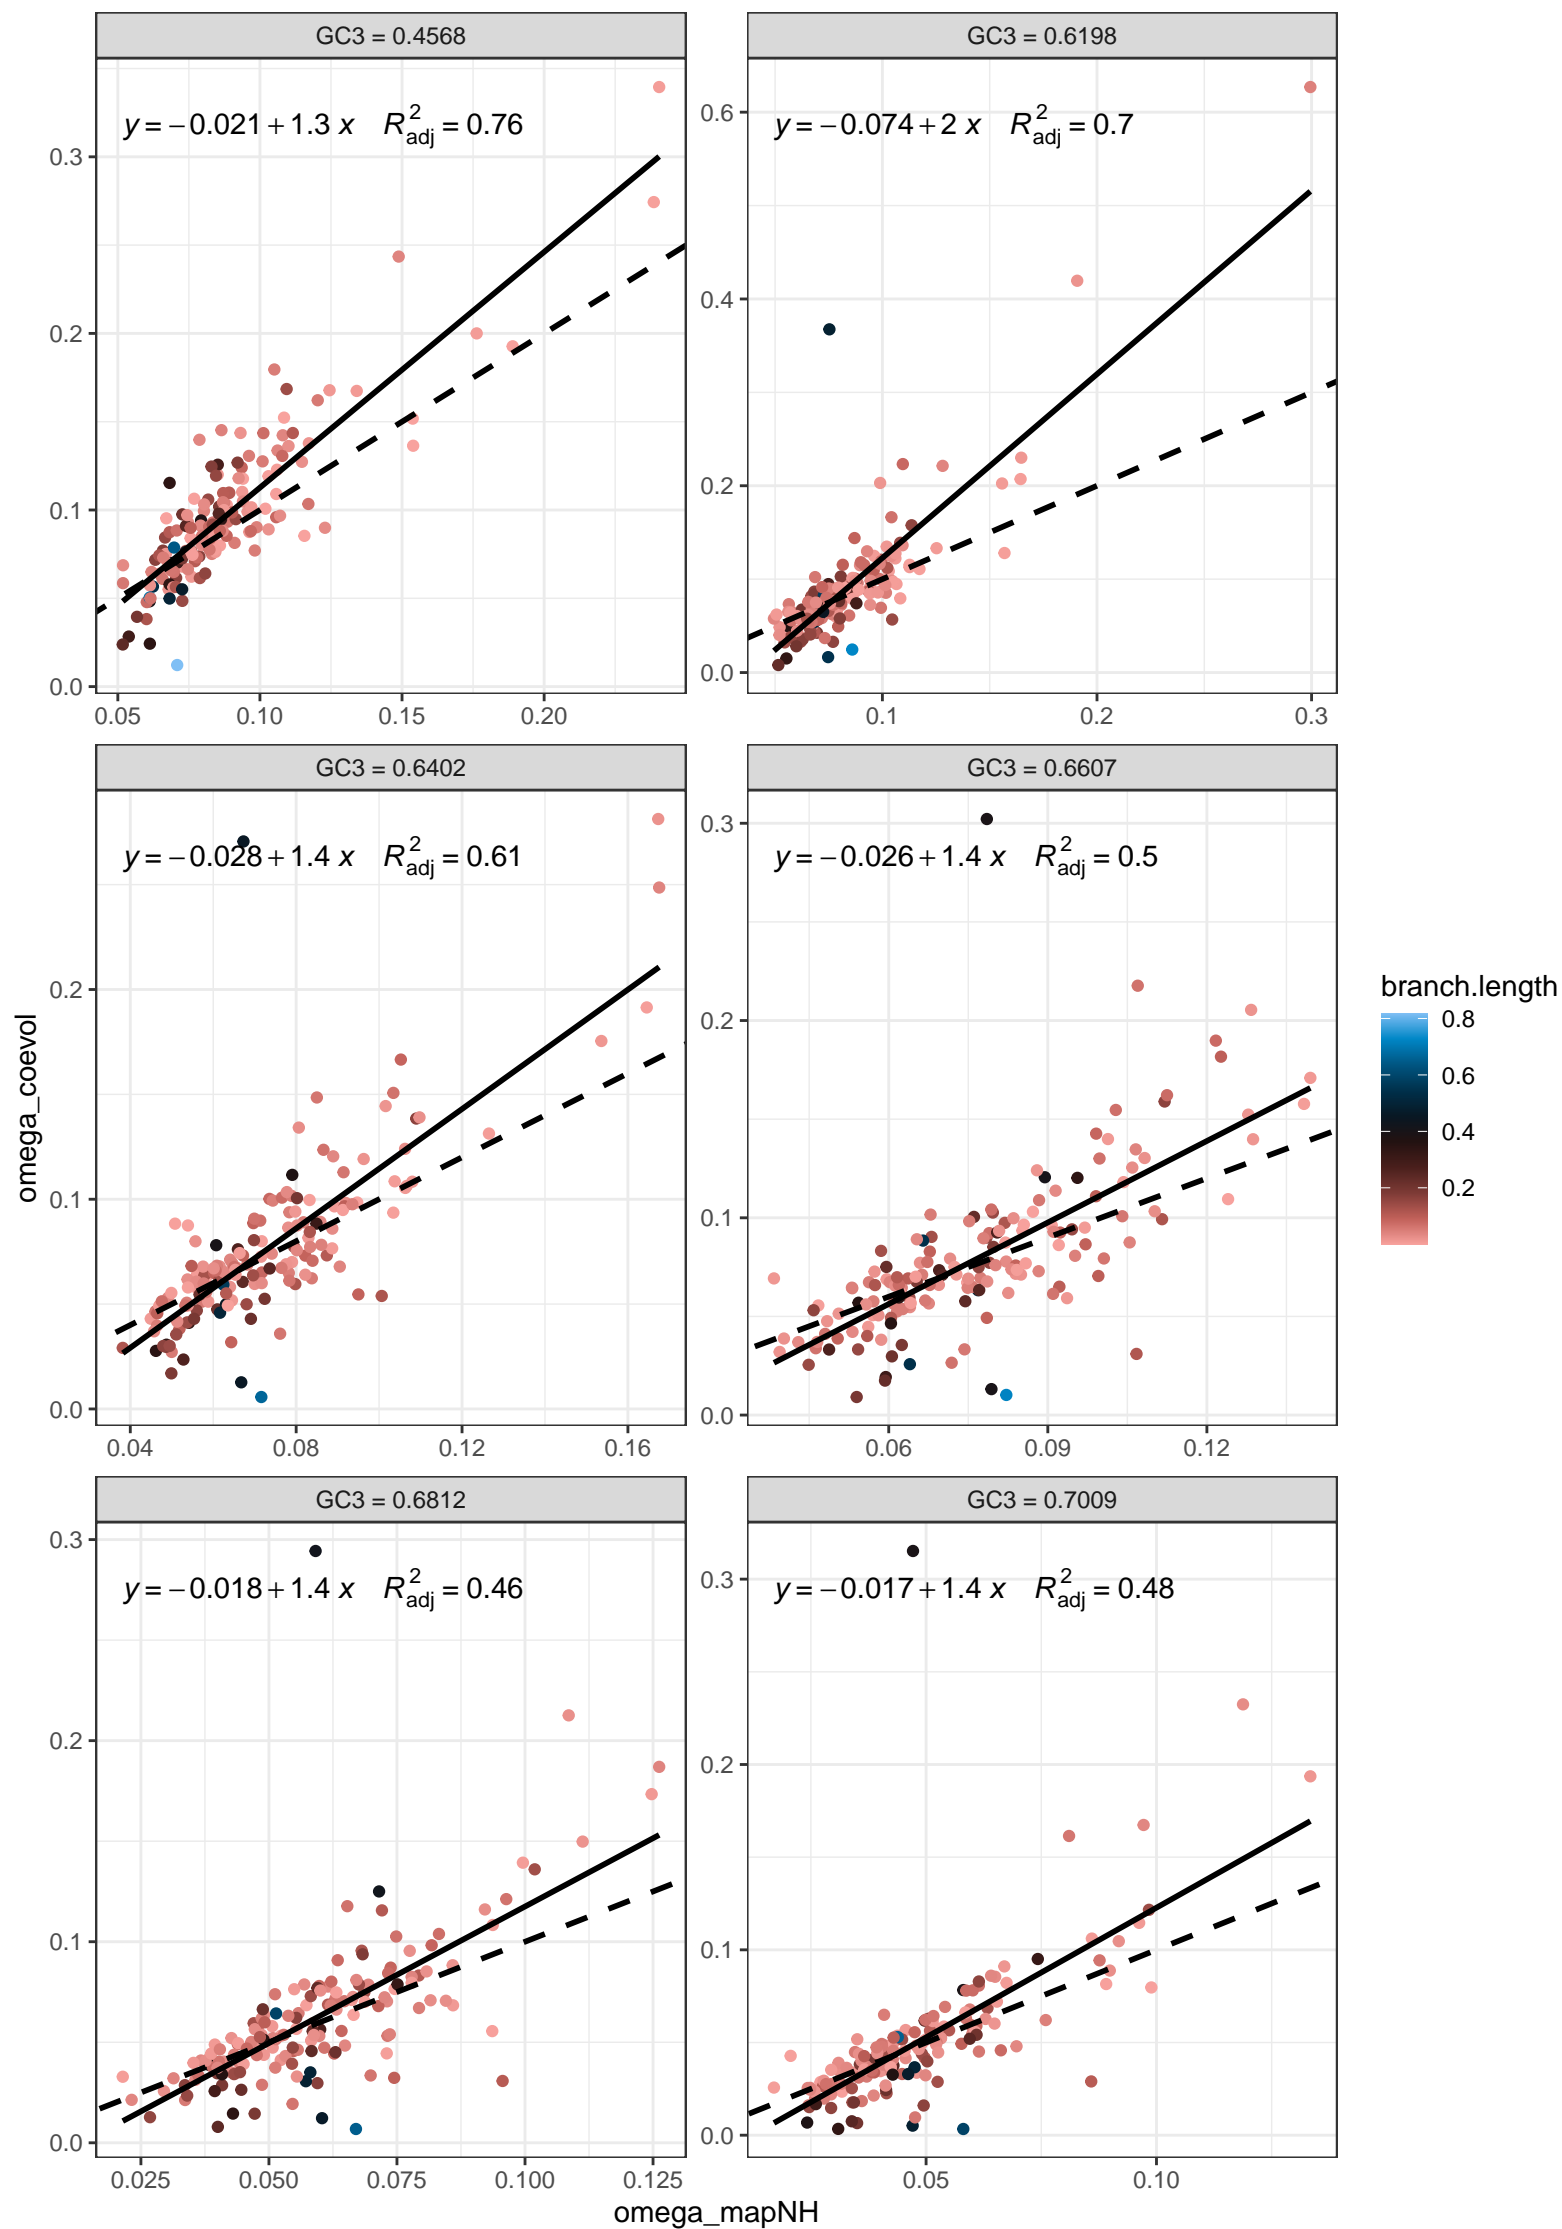 GC3 = 0.4568
y = −0.021 + 1.3 x R²adj = 0.76
0.3
0.2
0.1
0.0
0.05 0.10 0.15 0.20
GC3 = 0.6198
y = −0.074 + 2 x R²adj = 0.7
0.6
0.4
0.2
0.0
0.1 0.2 0.3
GC3 = 0.6402
y = −0.028 + 1.4 x R²adj = 0.61
0.2
0.1
0.0
0.04 0.08 0.12 0.16
GC3 = 0.6607
0.3
y = −0.026 + 1.4 x R²adj = 0.5
0.2
0.1
0.0
0.06 0.09 0.12
GC3 = 0.6812
0.3
y = −0.018 + 1.4 x R²adj = 0.46
0.2
0.1
0.0
0.025 0.050 0.075 0.100 0.125
GC3 = 0.7009
0.3
y = −0.017 + 1.4 x R²adj = 0.48
0.2
0.1
0.0
0.05 0.10
omega_coevol
omega_mapNH
branch.length
0.8
0.6
0.4
0.2